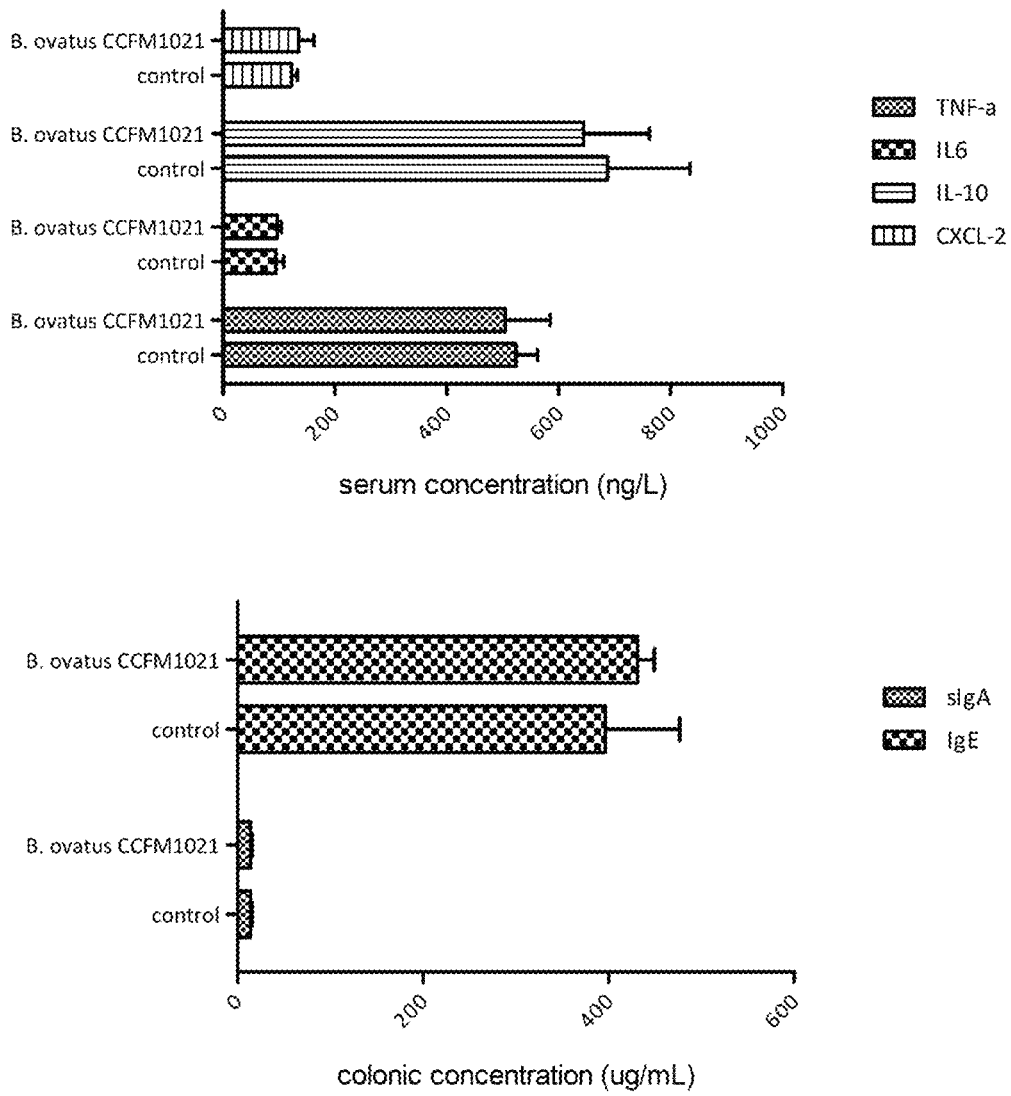 B. ovatus CCFM1021
control
B. ovatus CCFM1021
control
B. ovatus CCFM1021
control
B. ovatus CCFM1021
control
0
200
400
600
800
1000
serum concentration (ng/L)
TNF-a
IL6
IL-10
CXCL-2
B. ovatus CCFM1021
control
B. ovatus CCFM1021
control
0
200
400
600
colonic concentration (ug/mL)
sIgA
IgE